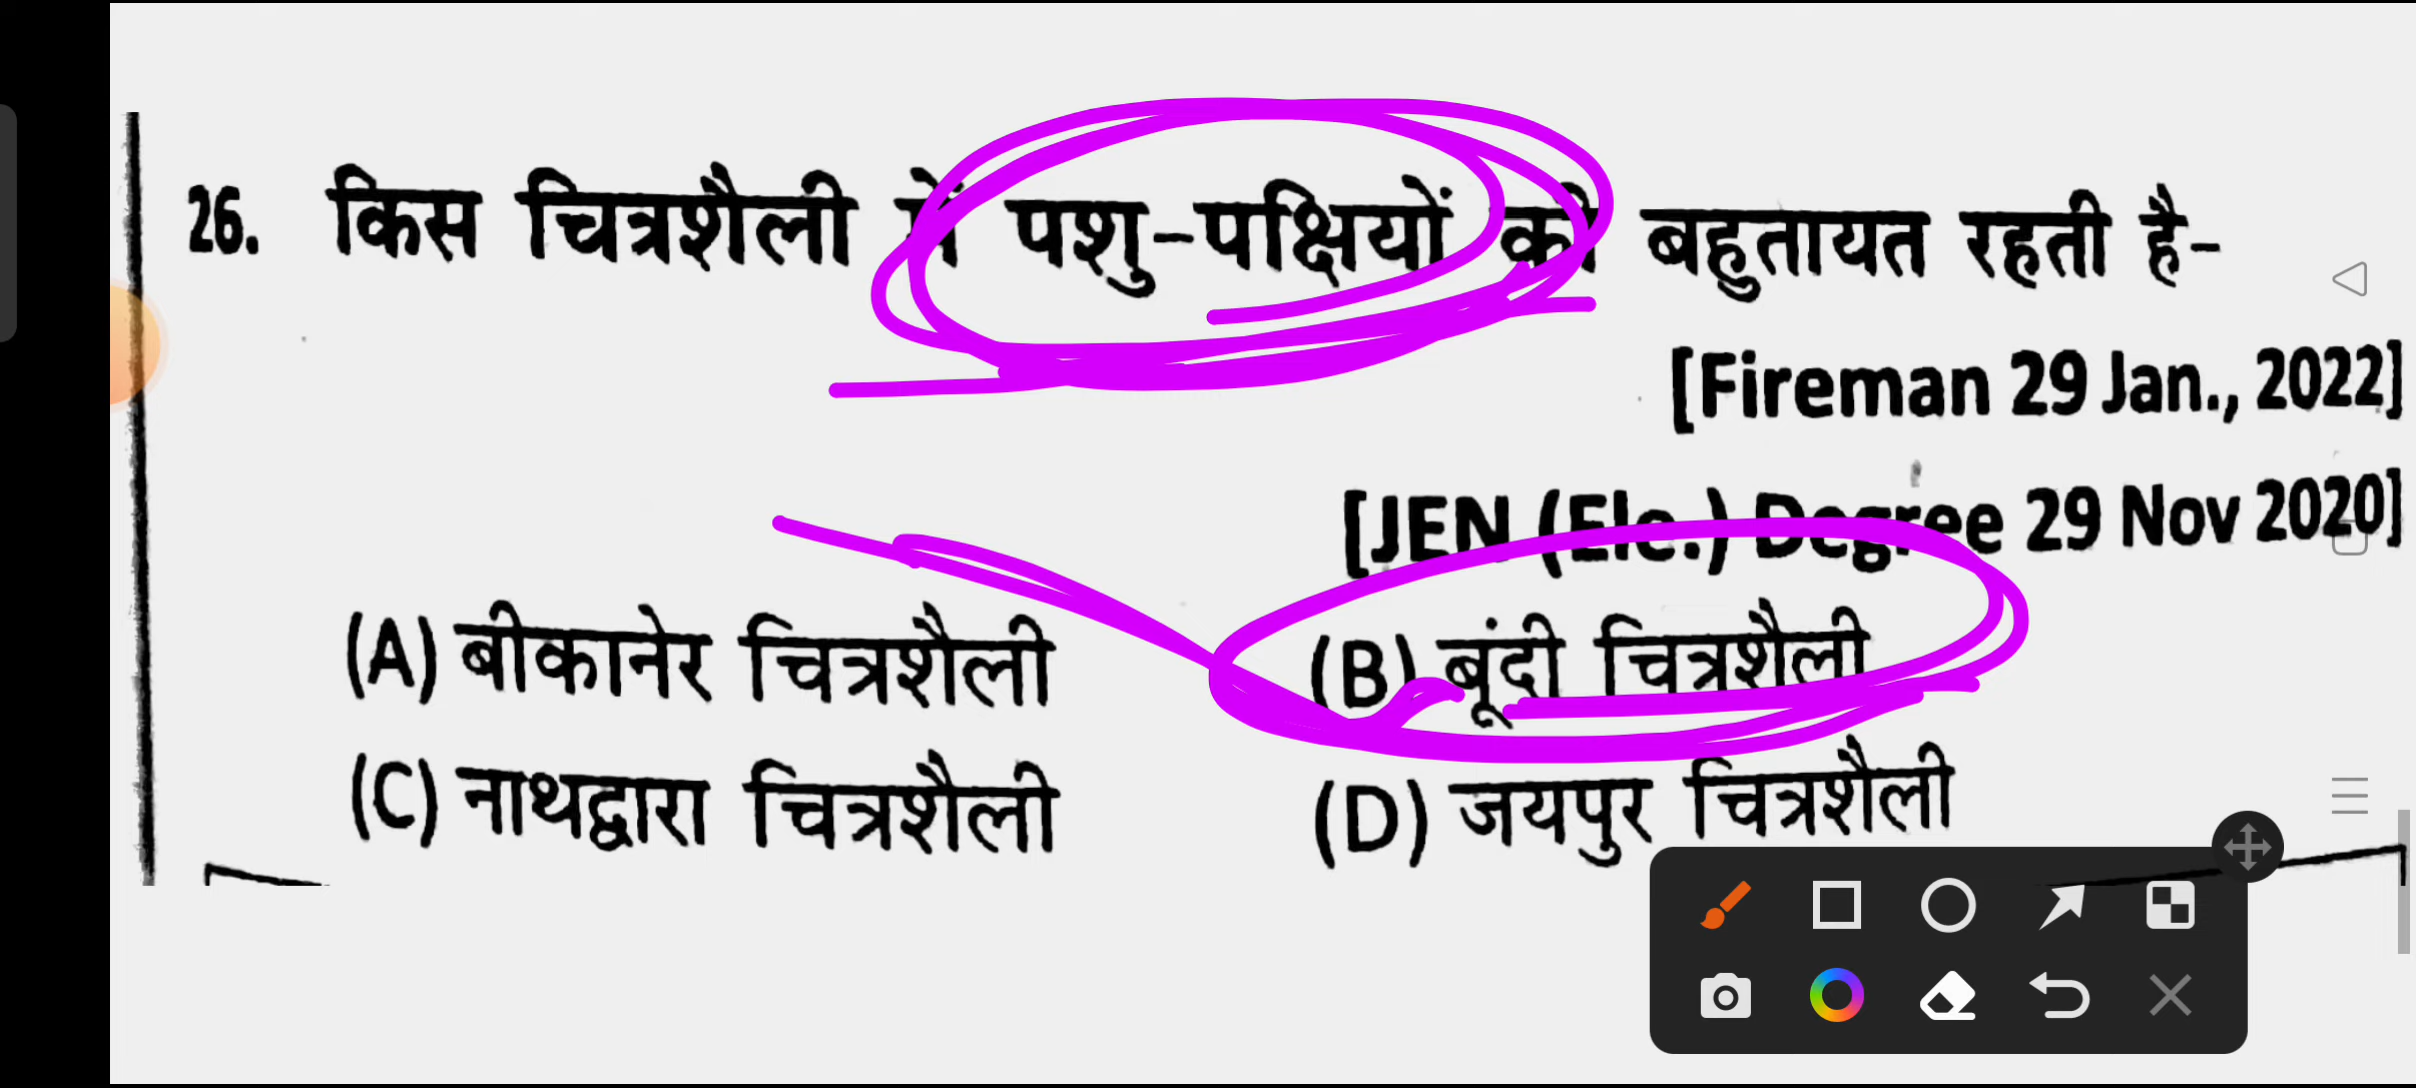 26. किस चित्रशैली में पशु-पक्षियों की बहुतायत रहती है-
[Fireman 29 Jan., 2022]
[JEN (Ele.) Degree 29 Nov 2020]
(A) बीकानेर चित्रशैली (B) बूंदी चित्रशैली
(C) नाथद्वारा चित्रशैली (D) जयपुर चित्रशैली